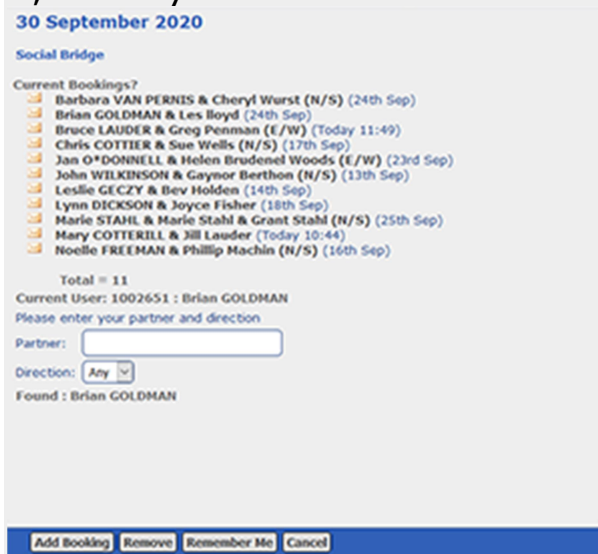 30 September 2020
Social Bridge
Current Bookings?
Barbara VAN PERNIS & Cheryl Wurst (N/S) (24th Sep)
Brian GOLDMAN & Les lloyd (24th Sep)
Bruce LAUDER & Greg Penman (E/W) (Today 11:49)
Chris COTTIER & Sue Wells (N/S) (17th Sep)
Jan O*DONNELL & Helen Brudenel Woods (E/W) (23rd Sep)
John WILKINSON & Gaynor Berthon (N/S) (13th Sep)
Leslie GECZY & Bev Holden (14th Sep)
Lynn DICKSON & Joyce Fisher (18th Sep)
Marie STAHL & Marie Stahl & Grant Stahl (N/S) (25th Sep)
Mary COTTERILL & Jill Lauder (Today 10:44)
Noelle FREEMAN & Phillip Machin (N/S) (16th Sep)
Total = 11
Current User: 1002651 : Brian GOLDMAN
Please enter your partner and direction
Partner:
Direction: Any
Found : Brian GOLDMAN
Add Booking Remove Remember Me Cancel